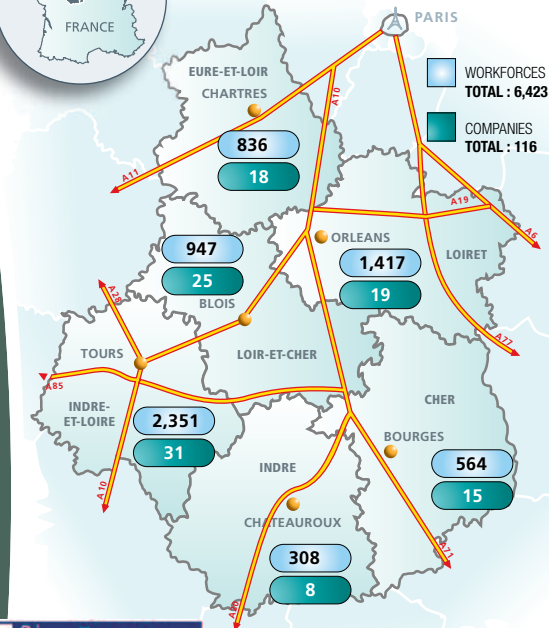 FRANCE
PARIS
WORKFORCES
TOTAL : 6,423
COMPANIES
TOTAL : 116
EURE-ET-LOIR
CHARTRES
A10
836
18
A11
A19
A6
ORLEANS
LOIRET
947
25
1,417
19
BLOIS
A28
A77
TOURS
LOIR-ET-CHER
A85
CHER
INDRE-
ET-LOIRE
2,351
31
BOURGES
INDRE
564
15
A10
CHATEAUROUX
308
8
A71